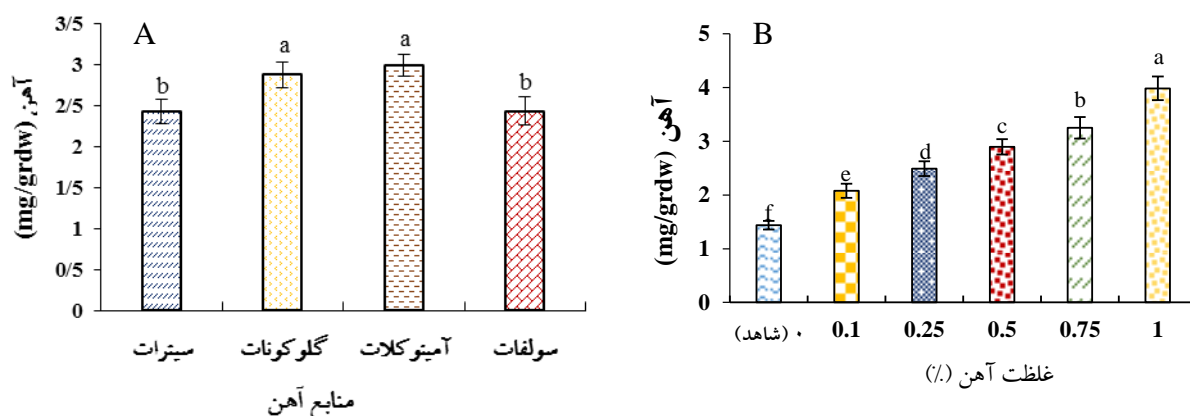 A
3/5
3
2/5
2
1/5
1
0/5
0
آهن (mg/grdw)
b
a
a
b
سیترات
گلوکونات
آمینوکلات
سولفات
منابع آهن
B
5
4
3
2
1
0
آهن (mg/grdw)
f
e
d
c
b
a
۰ (شاهد)
0.1
0.25
0.5
0.75
1
غلظت آهن (٪)